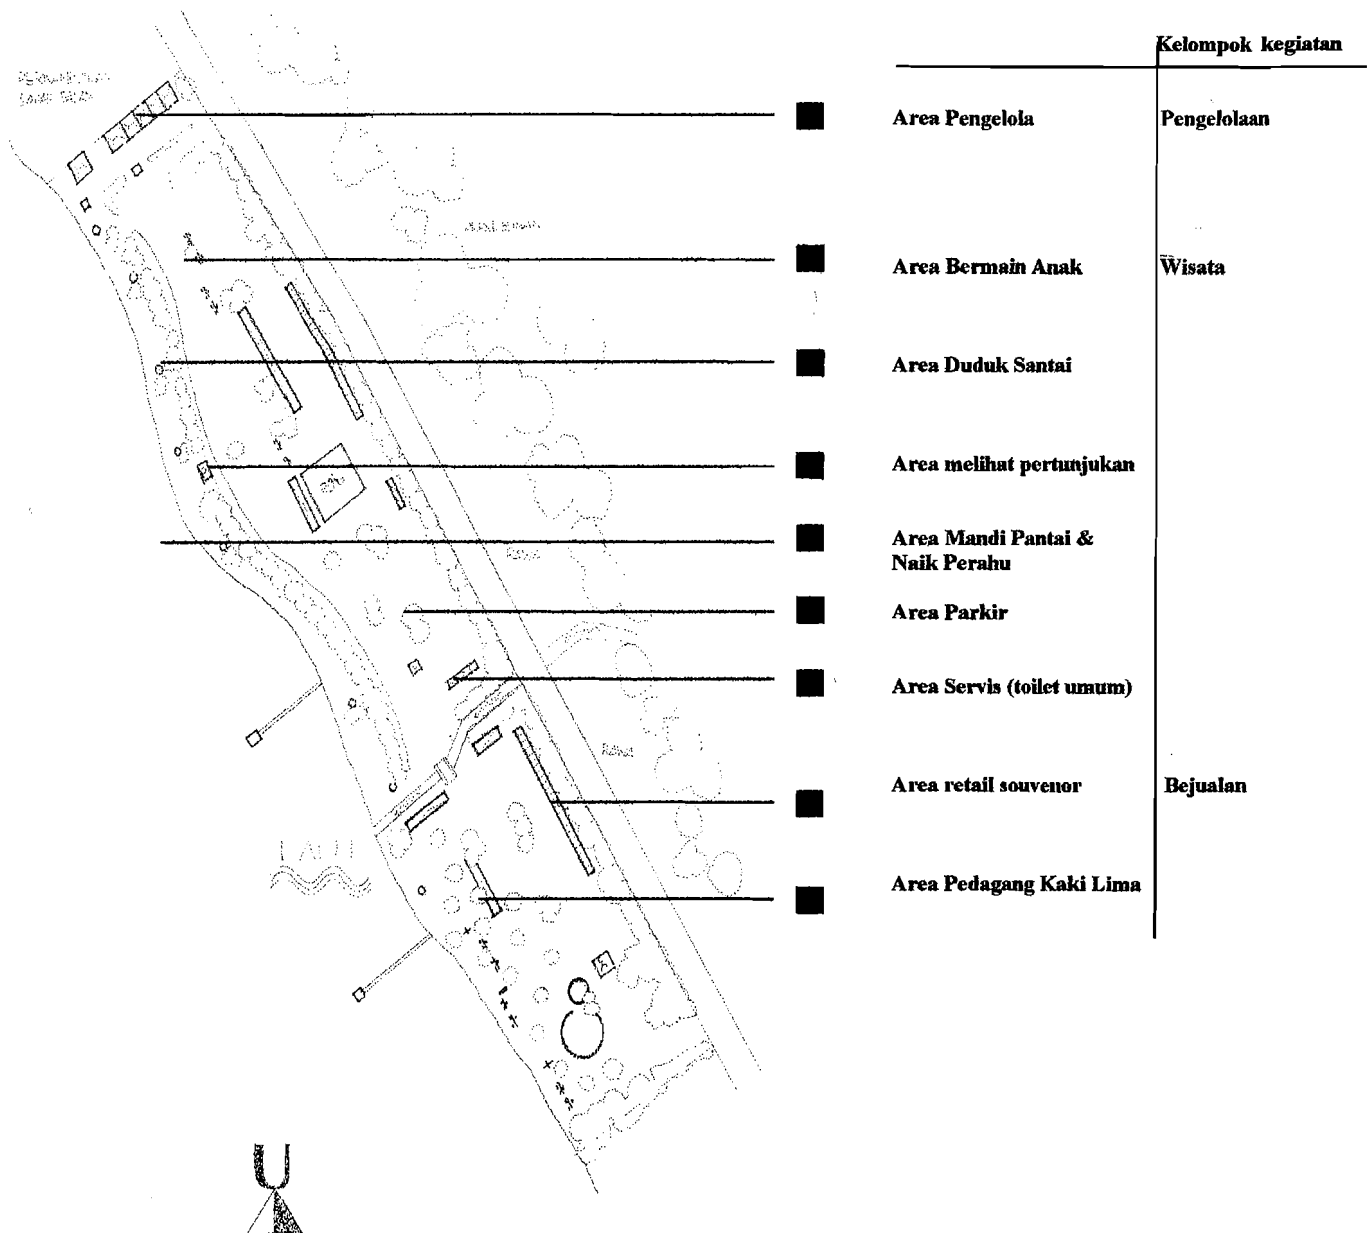 Kelompok kegiatan
Area Pengelola
Pengelolaan
Area Bermain Anak
Wisata
Area Duduk Santai
Area melihat pertunjukan
Area Mandi Pantai &
Naik Perahu
Area Parkir
Area Servis (toilet umum)
Area retail souvenor
Bejualan
Area Pedagang Kaki Lima
LAUT
U